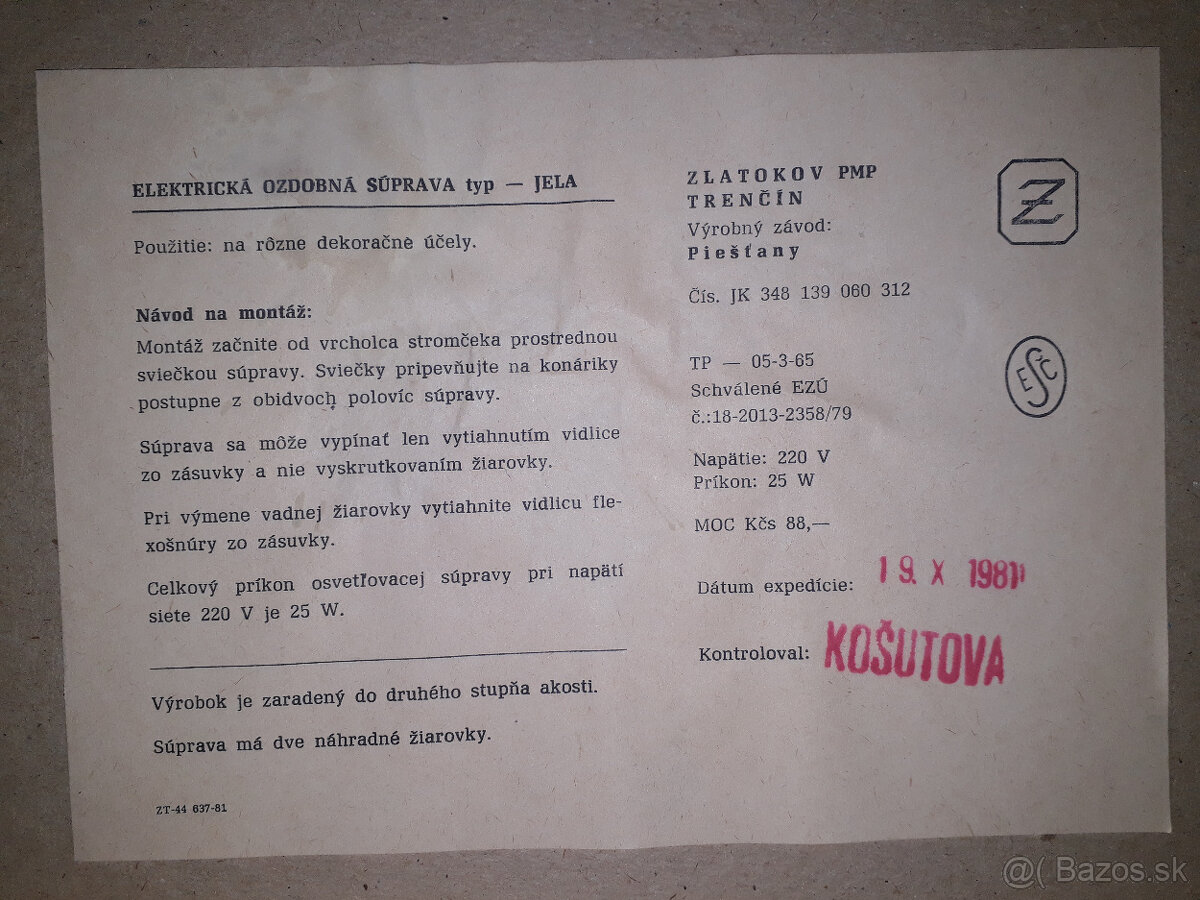 ELEKTRICKÁ OZDOBNÁ SÚPRAVA typ — JELA
Použitie: na rôzne dekoračné účely.
Návod na montáž:
Montáž začnite od vrcholca stromčeka prostrednou
sviečkou súpravy. Sviečky pripevňujte na konáriky
postupne z obidvoch polovíc súpravy.
Súprava sa môže vypínať len vytiahnutím vidlice
zo zásuvky a nie vyskrutkovaním žiarovky.
Pri výmene vadnej žiarovky vytiahnite vidlicu fle-
xošnúry zo zásuvky.
Celkový príkon osvetľovacej súpravy pri napätí
siete 220 V je 25 W.
Výrobok je zaradený do druhého stupňa akosti.
Súprava má dve náhradné žiarovky.
ZT-44 637-81
ZLATOKOV PMP
TRENČÍN
Výrobný závod:
Piešťany
Čís. JK 348 139 060 312
TP — 05-3-65
Schválené EZÚ
č.:18-2013-2358/79
Napätie: 220 V
Príkon: 25 W
MOC Kčs 88,—
Dátum expedície: 19. X 1981
Kontroloval: KOŠUTOVA
Z
ESČ
@( Bazos.sk